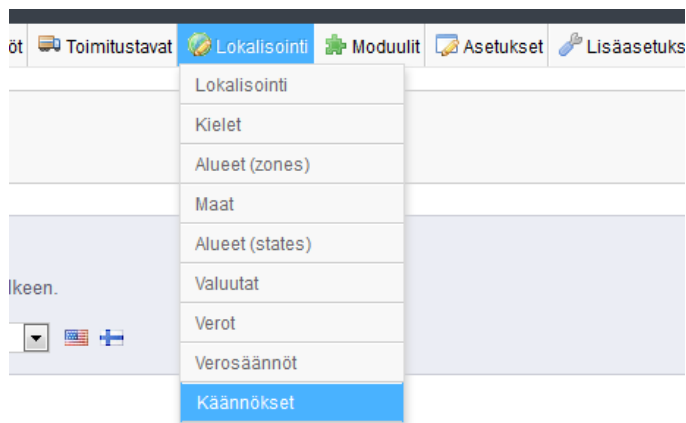 öt Toimitustavat Lokalisointi Moduulit Asetukset Lisäasetuks
Lokalisointi
Kielet
Alueet (zones)
Maat
Alueet (states)
lkeen.
Valuutat
Verot
Verosäännöt
Käännökset